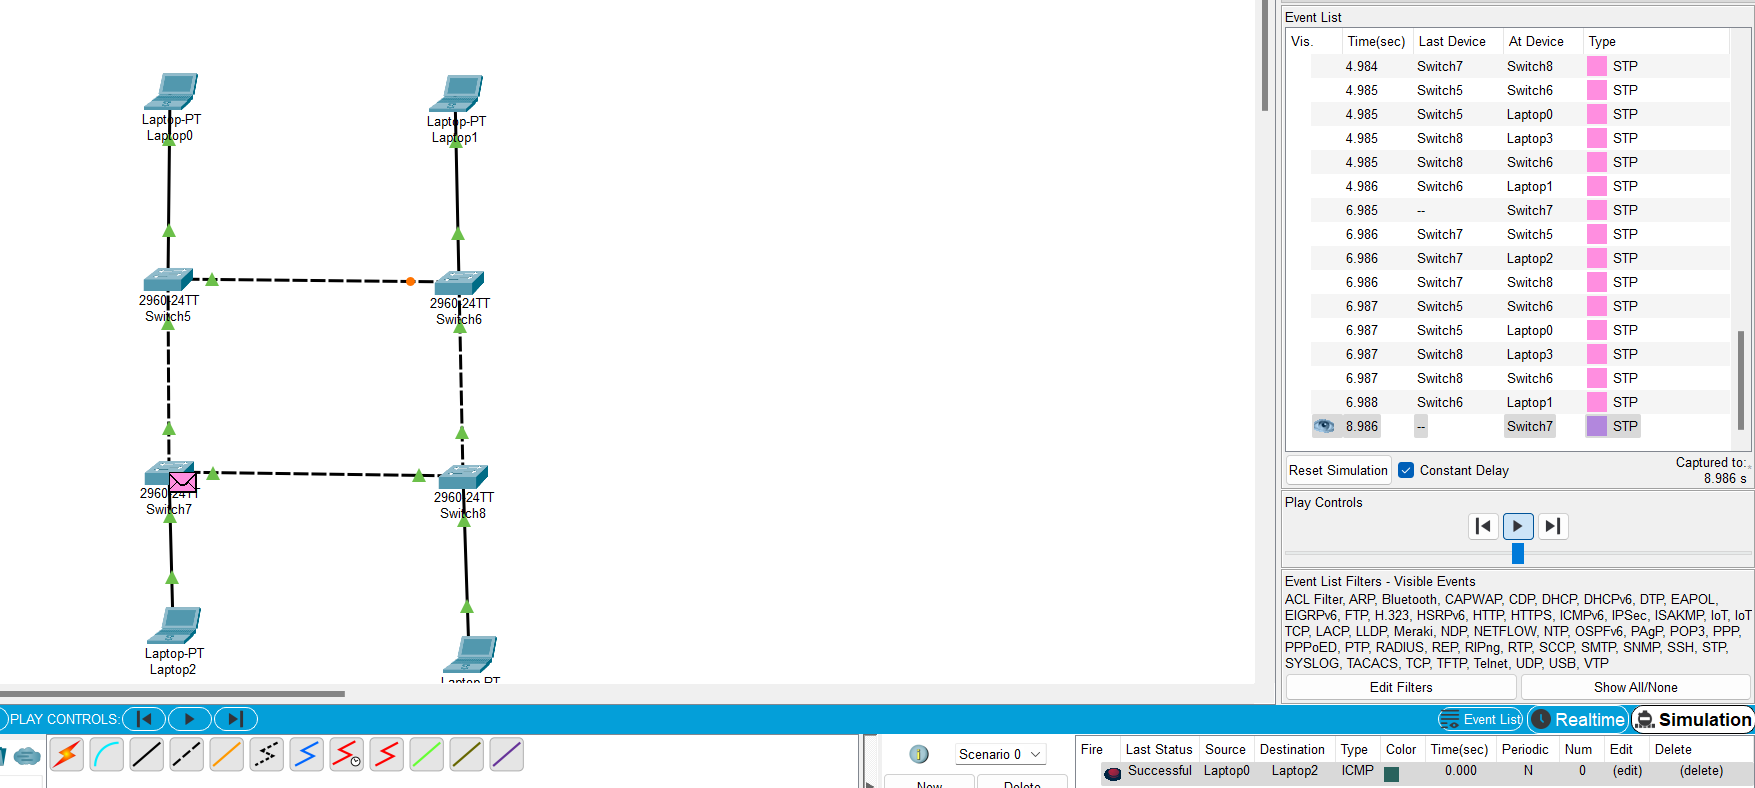 Laptop-PT
Laptop0
Laptop-PT
Laptop1
2960-24TT
Switch5
2960-24TT
Switch6
2960-24TT
Switch7
2960-24TT
Switch8
Laptop-PT
Laptop2
Laptop-PT
Event List
Vis. Time(sec) Last Device At Device Type
4.984 Switch7 Switch8 STP
4.985 Switch5 Switch6 STP
4.985 Switch5 Laptop0 STP
4.985 Switch8 Laptop3 STP
4.985 Switch8 Switch6 STP
4.986 Switch6 Laptop1 STP
6.985 -- Switch7 STP
6.986 Switch7 Switch5 STP
6.986 Switch7 Laptop2 STP
6.986 Switch7 Switch8 STP
6.987 Switch5 Switch6 STP
6.987 Switch5 Laptop0 STP
6.987 Switch8 Laptop3 STP
6.987 Switch8 Switch6 STP
6.988 Switch6 Laptop1 STP
8.986 -- Switch7 STP
Reset Simulation Constant Delay Captured to:
8.986 s
Play Controls
Event List Filters - Visible Events
ACL Filter, ARP, Bluetooth, CAPWAP, CDP, DHCP, DHCPv6, DTP, EAPOL,
EIGRPv6, FTP, H.323, HSRPv6, HTTP, HTTPS, ICMPv6, IPSec, ISAKMP, IoT, IoT
TCP, LACP, LLDP, Meraki, NDP, NETFLOW, NTP, OSPFv6, PAgP, POP3, PPP,
PPPoED, PTP, RADIUS, REP, RIPng, RTP, SCCP, SMTP, SNMP, SSH, STP,
SYSLOG, TACACS, TCP, TFTP, Telnet, UDP, USB, VTP
Edit Filters Show All/None
PLAY CONTROLS: Event List Realtime Simulation
Scenario 0
New Delete
Fire Last Status Source Destination Type Color Time(sec) Periodic Num Edit Delete
Successful Laptop0 Laptop2 ICMP 0.000 N 0 (edit) (delete)